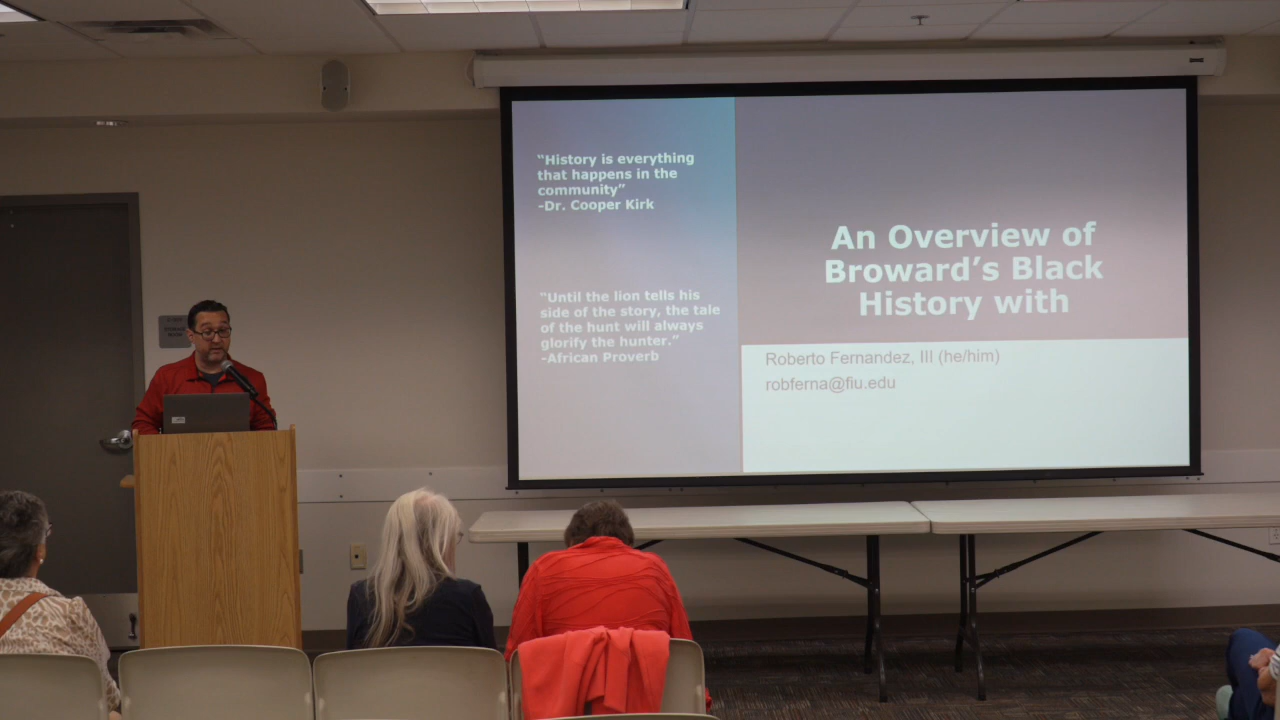 “History is everything
that happens in the
community”
-Dr. Cooper Kirk
"Until the lion tells his
side of the story, the tale
of the hunt will always
glorify the hunter.”
-African Proverb
An Overview of
Broward’s Black
History with
Roberto Fernandez, III (he/him)
robferna@fiu.edu